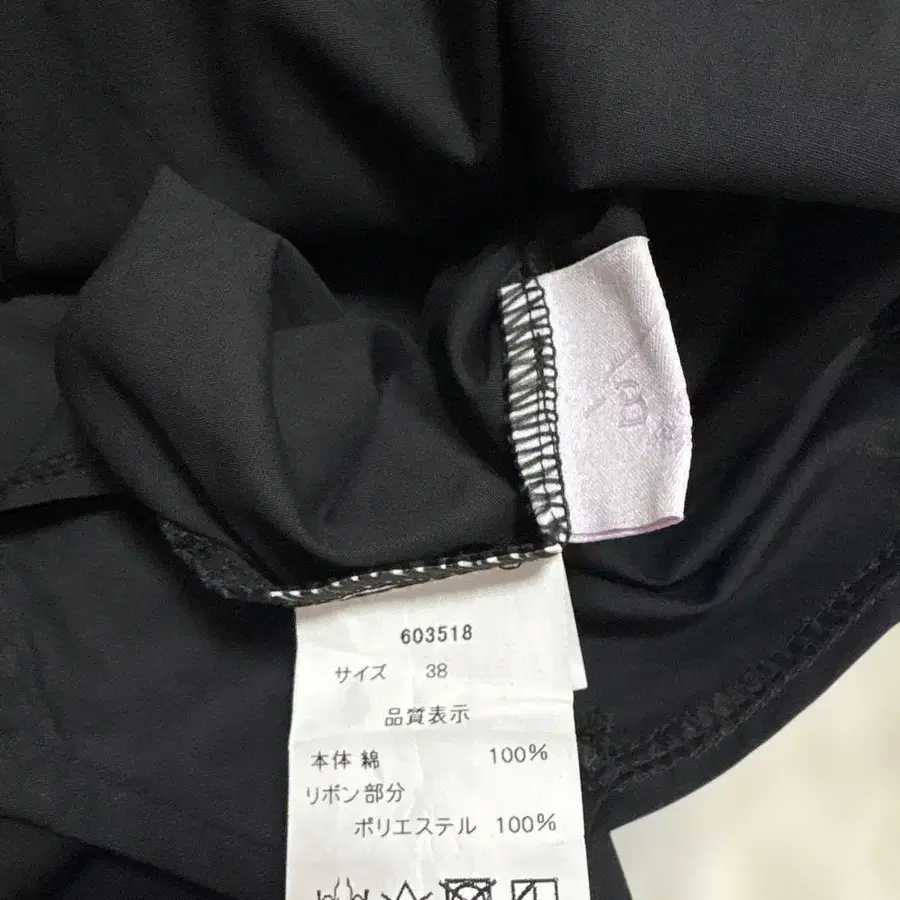 603518
サイズ 38
品質表示
本体 綿 100%
リボン部分
ポリエステル 100%